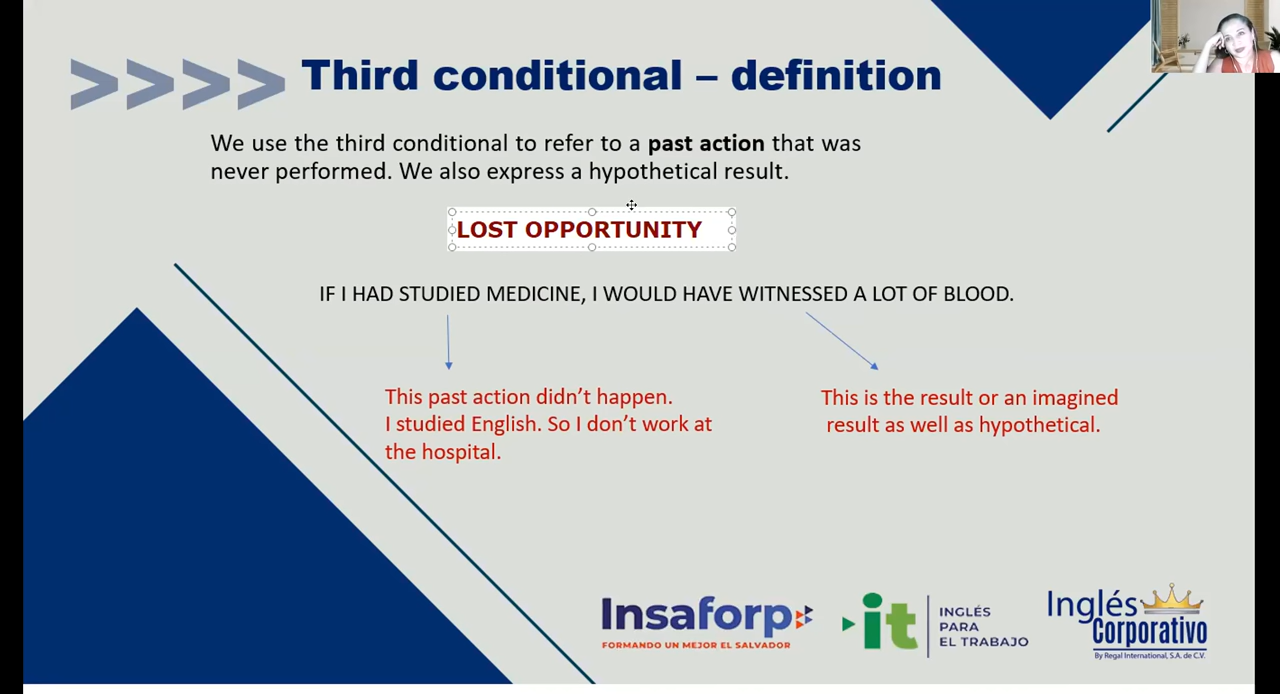 >>>> Third conditional – definition
We use the third conditional to refer to a past action that was
never performed. We also express a hypothetical result.
LOST OPPORTUNITY
IF I HAD STUDIED MEDICINE, I WOULD HAVE WITNESSED A LOT OF BLOOD.
This past action didn't happen.
I studied English. So I don't work at
the hospital.
This is the result or an imagined
result as well as hypothetical.
Insaforp
FORMANDO UN MEJOR EL SALVADOR
it
INGLÉS
PARA
EL TRABAJO
Inglés
Corporativo
By Regal International, S.A. de C.V.